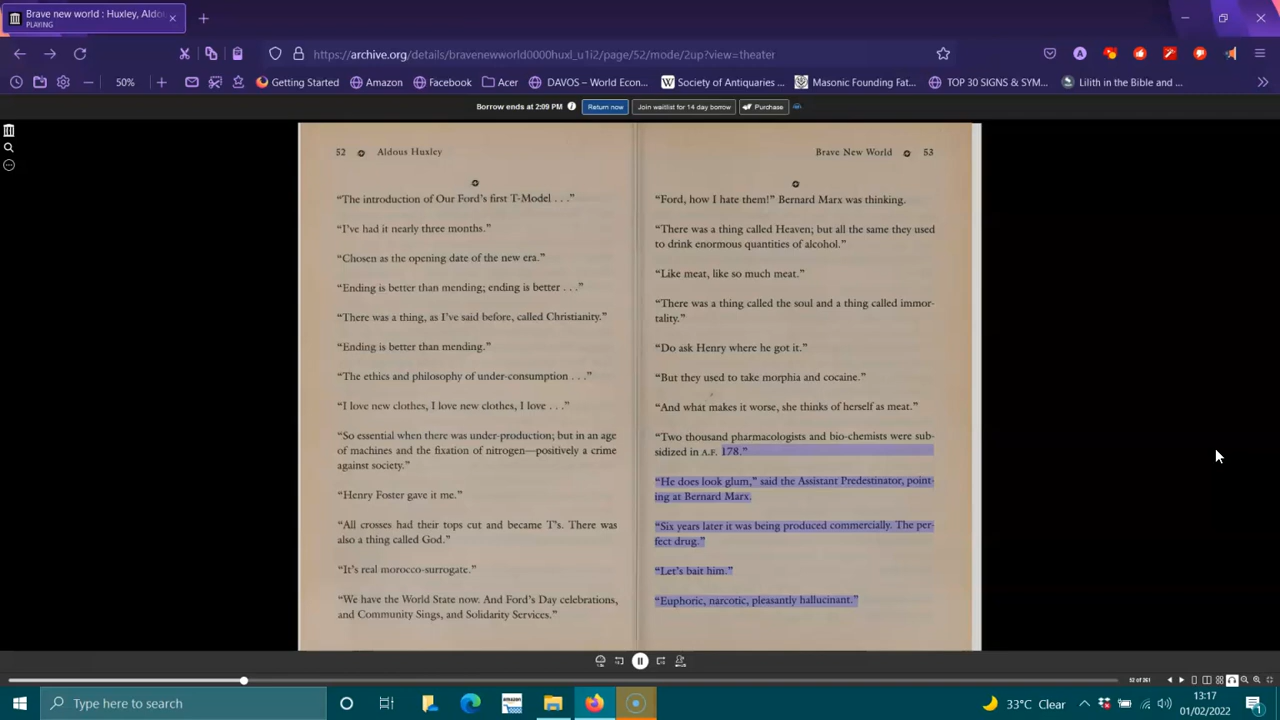 Brave new world : Huxley, Aldou
PLAYING
https://archive.org/details/bravenewworld0000huxl_u1i2/page/52/mode/2up?view=theater
50% Getting Started Amazon Facebook Acer DAVOS – World Econ... Society of Antiquaries ... Masonic Founding Fat... TOP 30 SIGNS & SYM... Lilith in the Bible and ...
Borrow ends at 2:09 PM Return now Join waitlist for 14 day borrow Purchase
52 Aldous Huxley
“The introduction of Our Ford’s first T-Model . . .”
“I’ve had it nearly three months.”
“Chosen as the opening date of the new era.”
“Ending is better than mending; ending is better . . .”
“There was a thing, as I’ve said before, called Christianity.”
“Ending is better than mending.”
“The ethics and philosophy of under-consumption . . .”
“I love new clothes, I love new clothes, I love . . .”
“So essential when there was under-production; but in an age
of machines and the fixation of nitrogen—positively a crime
against society.”
“Henry Foster gave it me.”
“All crosses had their tops cut and became T’s. There was
also a thing called God.”
“It’s real morocco-surrogate.”
“We have the World State now. And Ford’s Day celebrations,
and Community Sings, and Solidarity Services.”
Brave New World 53
“Ford, how I hate them!” Bernard Marx was thinking.
“There was a thing called Heaven; but all the same they used
to drink enormous quantities of alcohol.”
“Like meat, like so much meat.”
“There was a thing called the soul and a thing called immor-
tality.”
“Do ask Henry where he got it.”
“But they used to take morphia and cocaine.”
“And what makes it worse, she thinks of herself as meat.”
“Two thousand pharmacologists and bio-chemists were sub-
sidized in A.F. 178.”
“He does look glum,” said the Assistant Predestinator, point-
ing at Bernard Marx.
“Six years later it was being produced commercially. The per-
fect drug.”
“Let’s bait him.”
“Euphoric, narcotic, pleasantly hallucinant.”
52 of 261
Type here to search
amazon
33°C Clear
13:17
01/02/2022